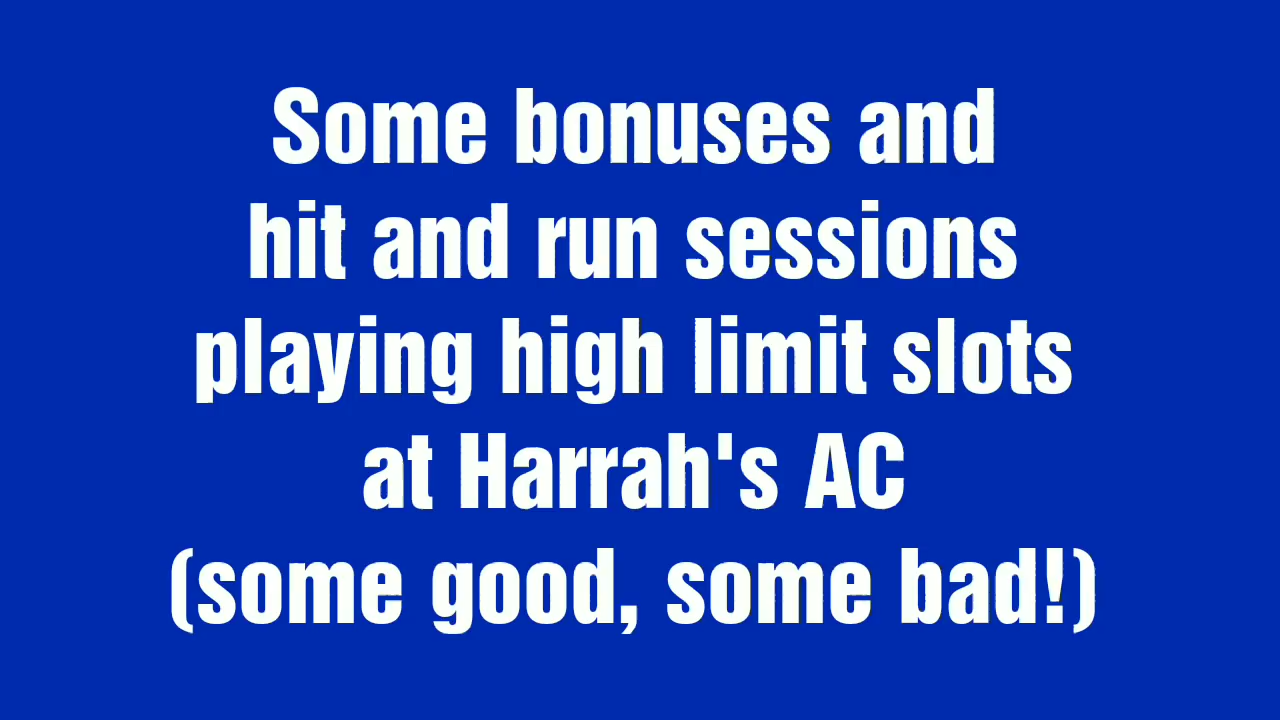 Some bonuses and
hit and run sessions
playing high limit slots
at Harrah's AC
(some good, some bad!)